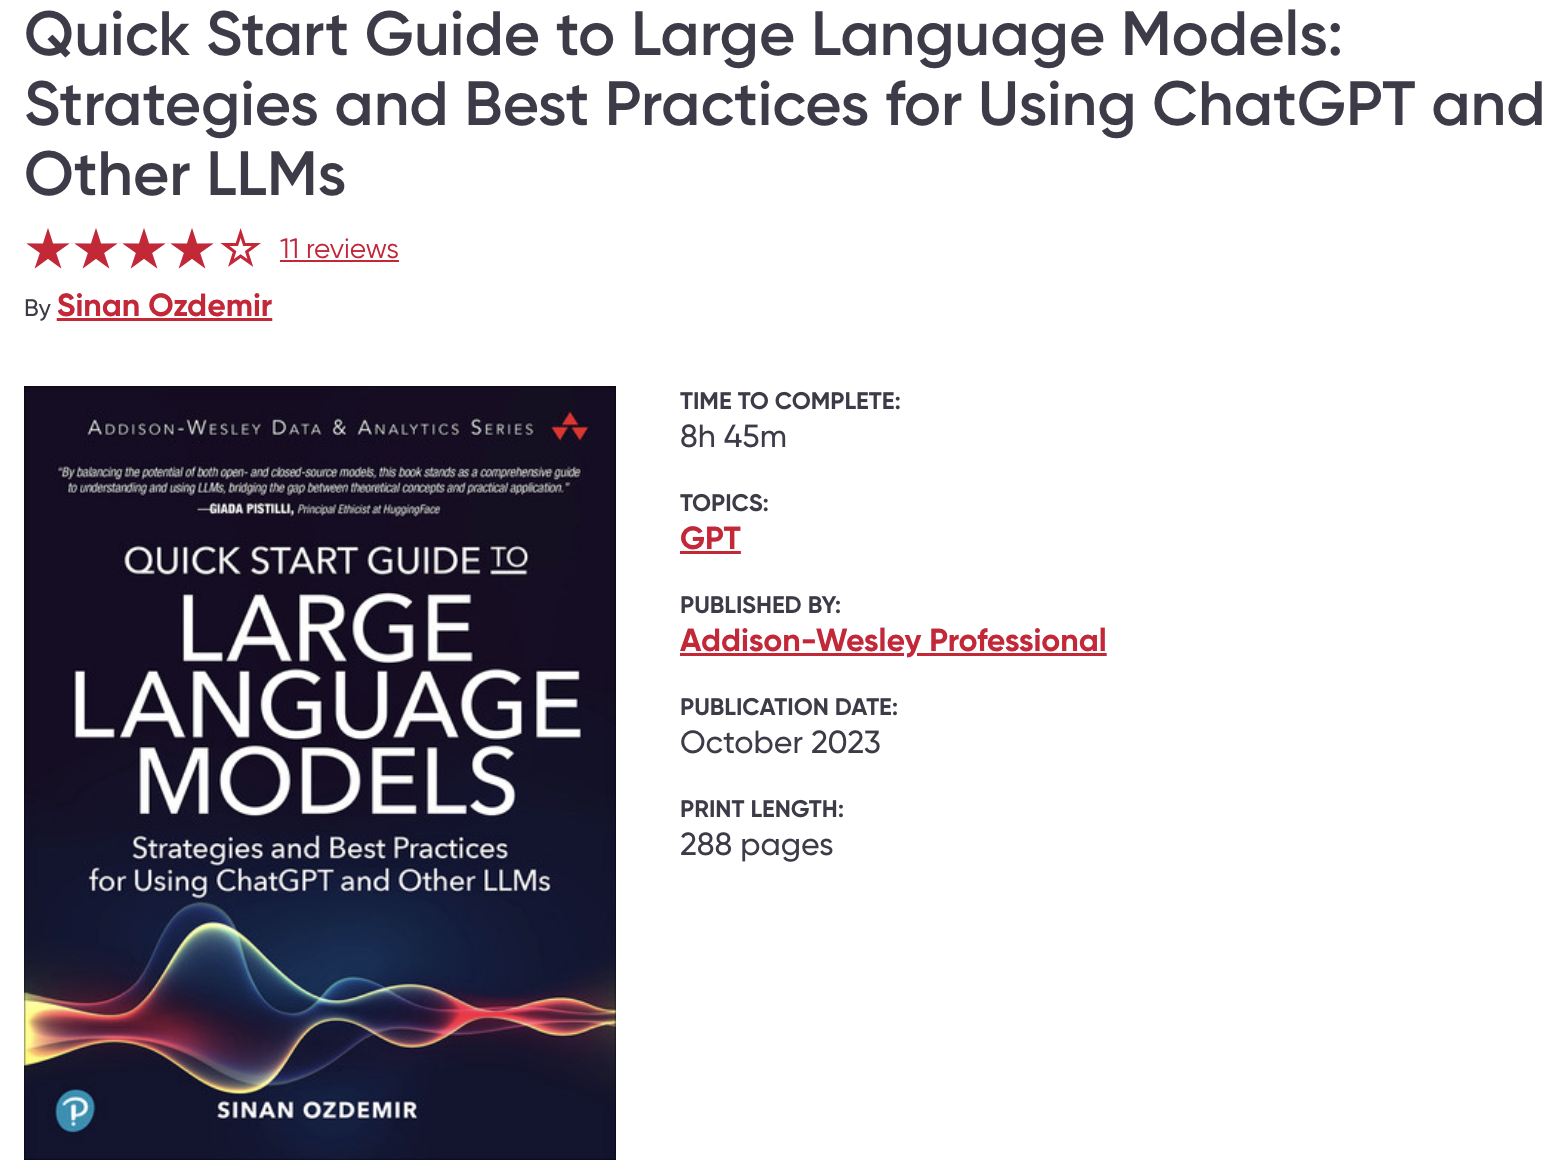 Quick Start Guide to Large Language Models:
Strategies and Best Practices for Using ChatGPT and
Other LLMs
11 reviews
By Sinan Ozdemir
ADDISON-WESLEY DATA & ANALYTICS SERIES
"By balancing the potential of both open- and closed-source models, this book stands as a comprehensive guide
to understanding and using LLMs, bridging the gap between theoretical concepts and practical application."
—GIADA PISTILLI, Principal Ethicist at HuggingFace
QUICK START GUIDE TO
LARGE
LANGUAGE
MODELS
Strategies and Best Practices
for Using ChatGPT and Other LLMs
P
SINAN OZDEMIR
TIME TO COMPLETE:
8h 45m
TOPICS:
GPT
PUBLISHED BY:
Addison-Wesley Professional
PUBLICATION DATE:
October 2023
PRINT LENGTH:
288 pages